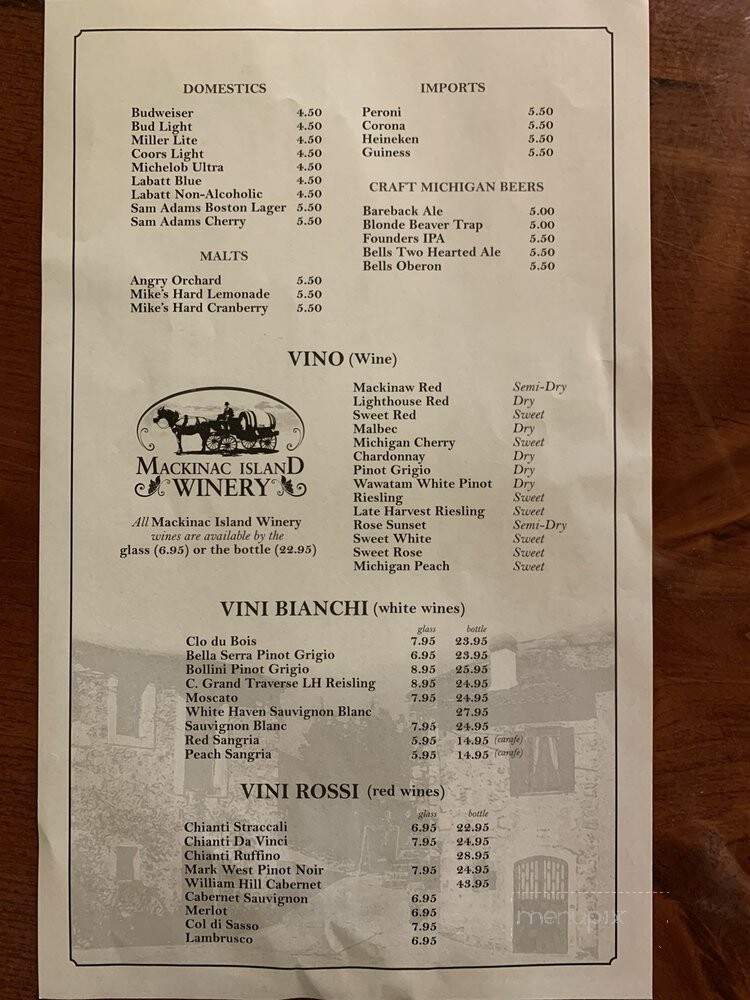 DOMESTICS
Budweiser 4.50
Bud Light 4.50
Miller Lite 4.50
Coors Light 4.50
Michelob Ultra 4.50
Labatt Blue 4.50
Labatt Non-Alcoholic 4.50
Sam Adams Boston Lager 5.50
Sam Adams Cherry 5.50
MALTS
Angry Orchard 5.50
Mike's Hard Lemonade 5.50
Mike's Hard Cranberry 5.50
IMPORTS
Peroni 5.50
Corona 5.50
Heineken 5.50
Guiness 5.50
CRAFT MICHIGAN BEERS
Bareback Ale 5.00
Blonde Beaver Trap 5.00
Founders IPA 5.50
Bells Two Hearted Ale 5.50
Bells Oberon 5.50
VINO (Wine)
MACKINAC ISLAND
WINERY
All Mackinac Island Winery
wines are available by the
glass (6.95) or the bottle (22.95)
Mackinaw Red Semi-Dry
Lighthouse Red Dry
Sweet Red Sweet
Malbec Dry
Michigan Cherry Sweet
Chardonnay Dry
Pinot Grigio Dry
Wawatam White Pinot Dry
Riesling Sweet
Late Harvest Riesling Sweet
Rose Sunset Semi-Dry
Sweet White Sweet
Sweet Rose Sweet
Michigan Peach Sweet
VINI BIANCHI (white wines)
glass bottle
Clo du Bois 7.95 23.95
Bella Serra Pinot Grigio 6.95 23.95
Bollini Pinot Grigio 8.95 25.95
C. Grand Traverse LH Reisling 8.95 24.95
Moscato 7.95 24.95
White Haven Sauvignon Blanc 27.95
Sauvignon Blanc 7.95 24.95
Red Sangria 5.95 14.95 (carafe)
Peach Sangria 5.95 14.95 (carafe)
VINI ROSSI (red wines)
glass bottle
Chianti Straccali 6.95 22.95
Chianti Da Vinci 7.95 24.95
Chianti Ruffino 28.95
Mark West Pinot Noir 7.95 24.95
William Hill Cabernet 43.95
Cabernet Sauvignon 6.95
Merlot 6.95
Col di Sasso 7.95
Lambrusco 6.95
menupix